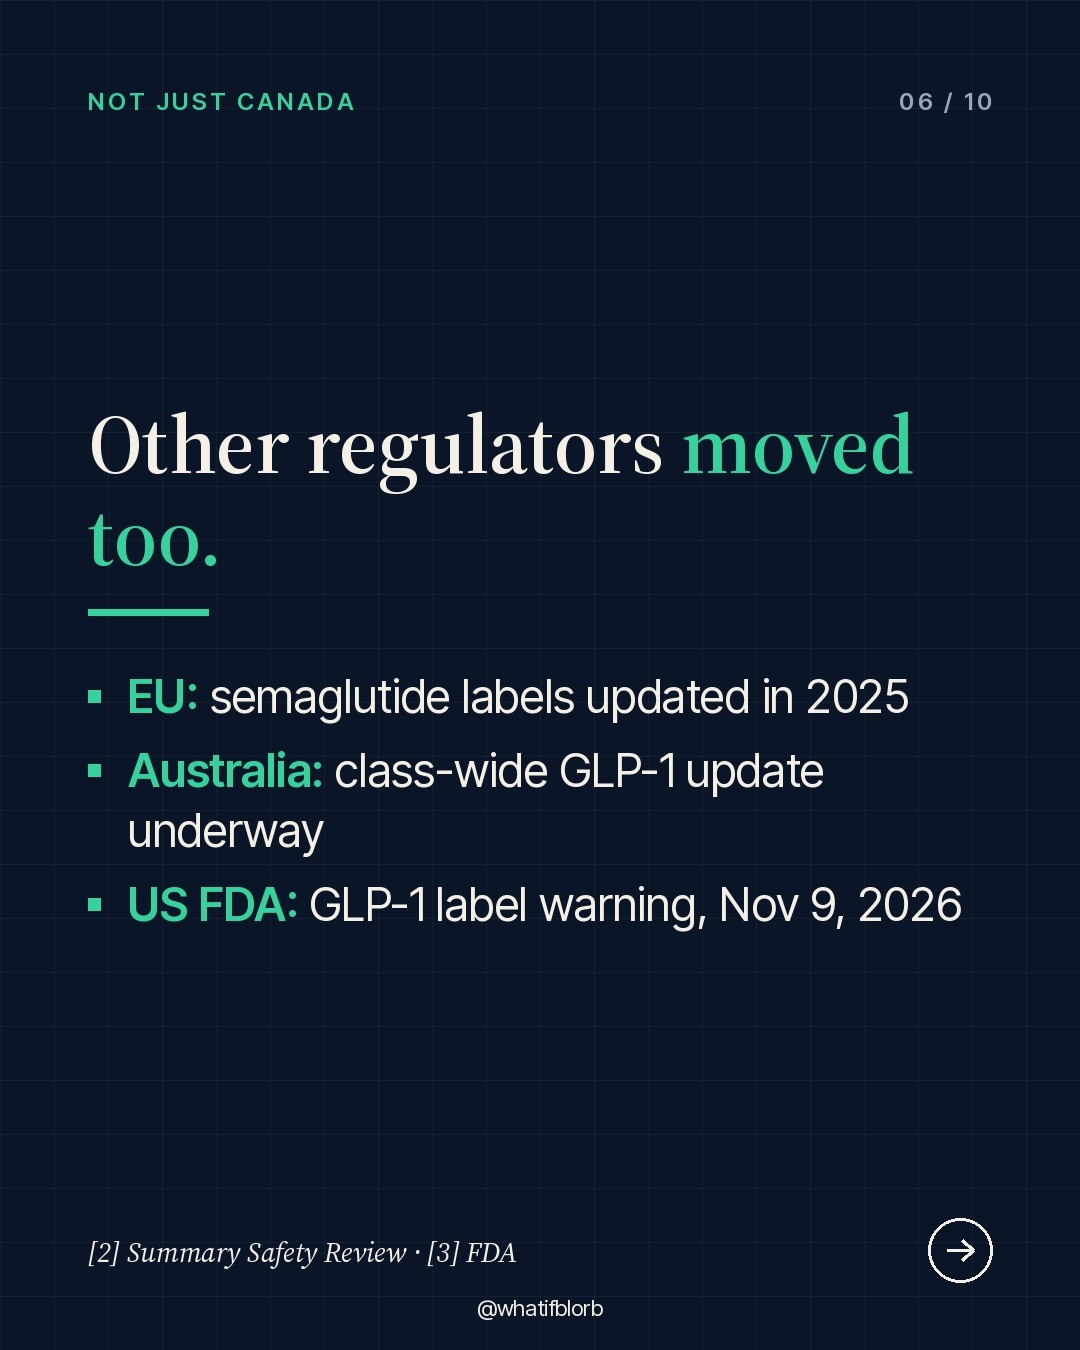 NOT JUST CANADA
06 / 10
Other regulators moved
too.
EU: semaglutide labels updated in 2025
Australia: class-wide GLP-1 update
underway
US FDA: GLP-1 label warning, Nov 9, 2026
[2] Summary Safety Review · [3] FDA
@whatifblorb